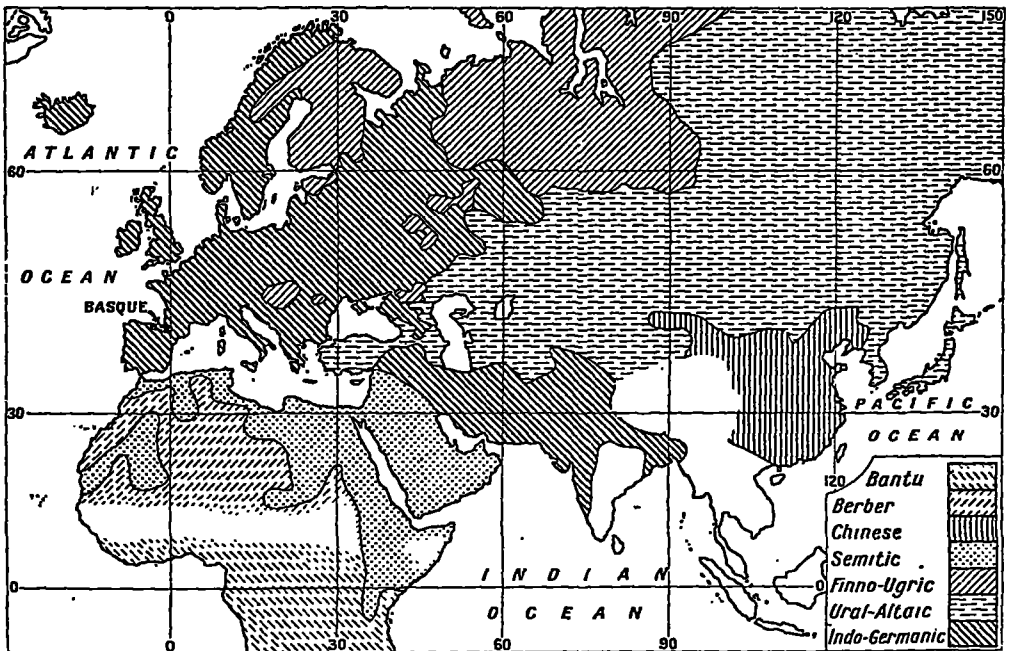 0 30 60 90 120 150
ATLANTIC
60 60
OCEAN
BASQUE
30 30
PACIFIC
OCEAN
120
Bantu
Berber
Chinese
Semitic
INDIAN
0 0
OCEAN
Finno-Ugric
Ural-Altaic
Indo-Germanic
0 30 60 90